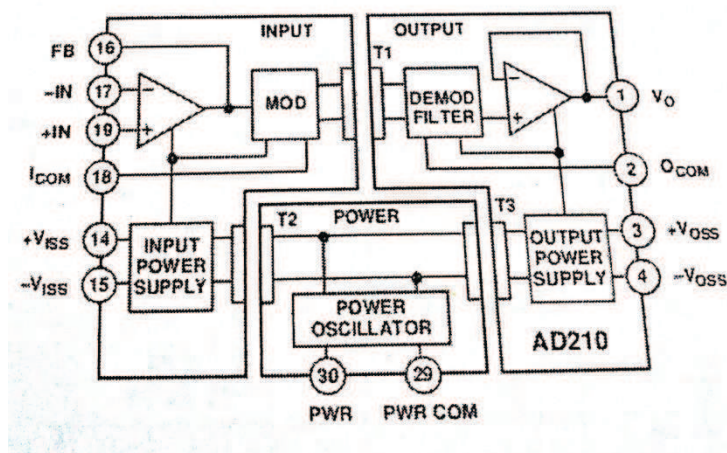 INPUT
OUTPUT
FB 16
T1
−IN 17
−
MOD
DEMOD
FILTER
−
1 VO
+IN 19
+
+
ICOM 18
2 OCOM
T2
POWER
T3
+VISS 14
INPUT
POWER
SUPPLY
OUTPUT
POWER
SUPPLY
3 +VOSS
−VISS 15
4 −VOSS
POWER
OSCILLATOR
AD210
30
29
PWR
PWR COM